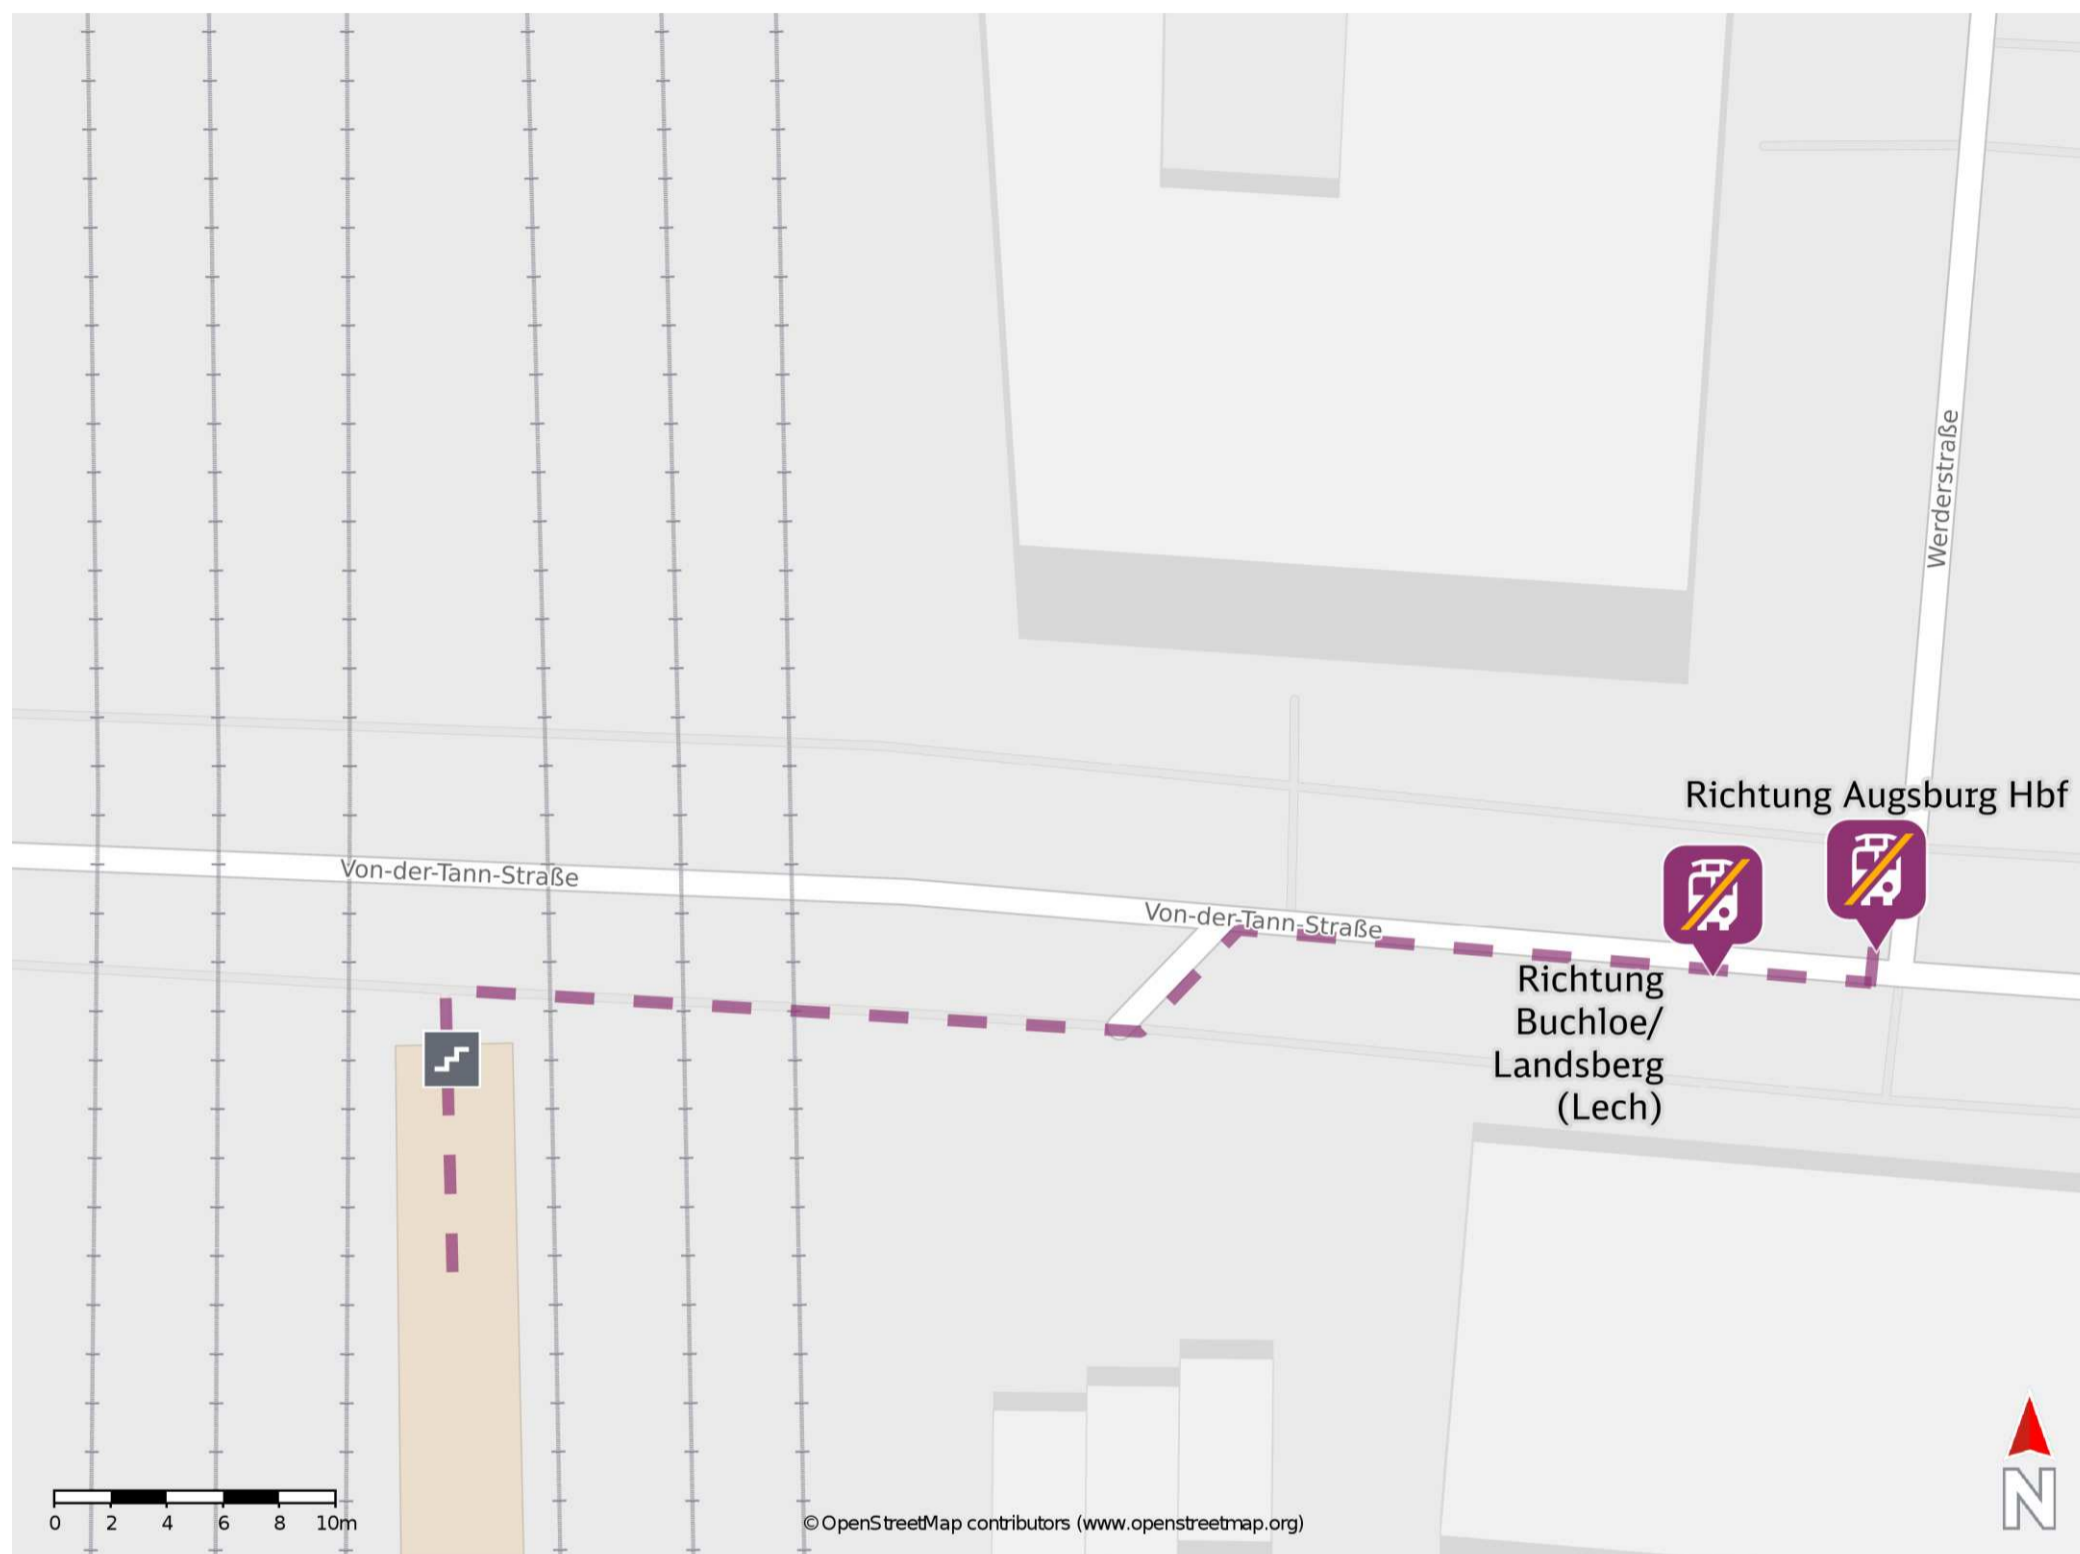 Werderstraße
Richtung Augsburg Hbf
Von-der-Tann-Straße
Von-der-Tann-Straße
Richtung
Buchloe/
Landsberg
(Lech)
0 2 4 6 8 10m
© OpenStreetMap contributors (www.openstreetmap.org)
N